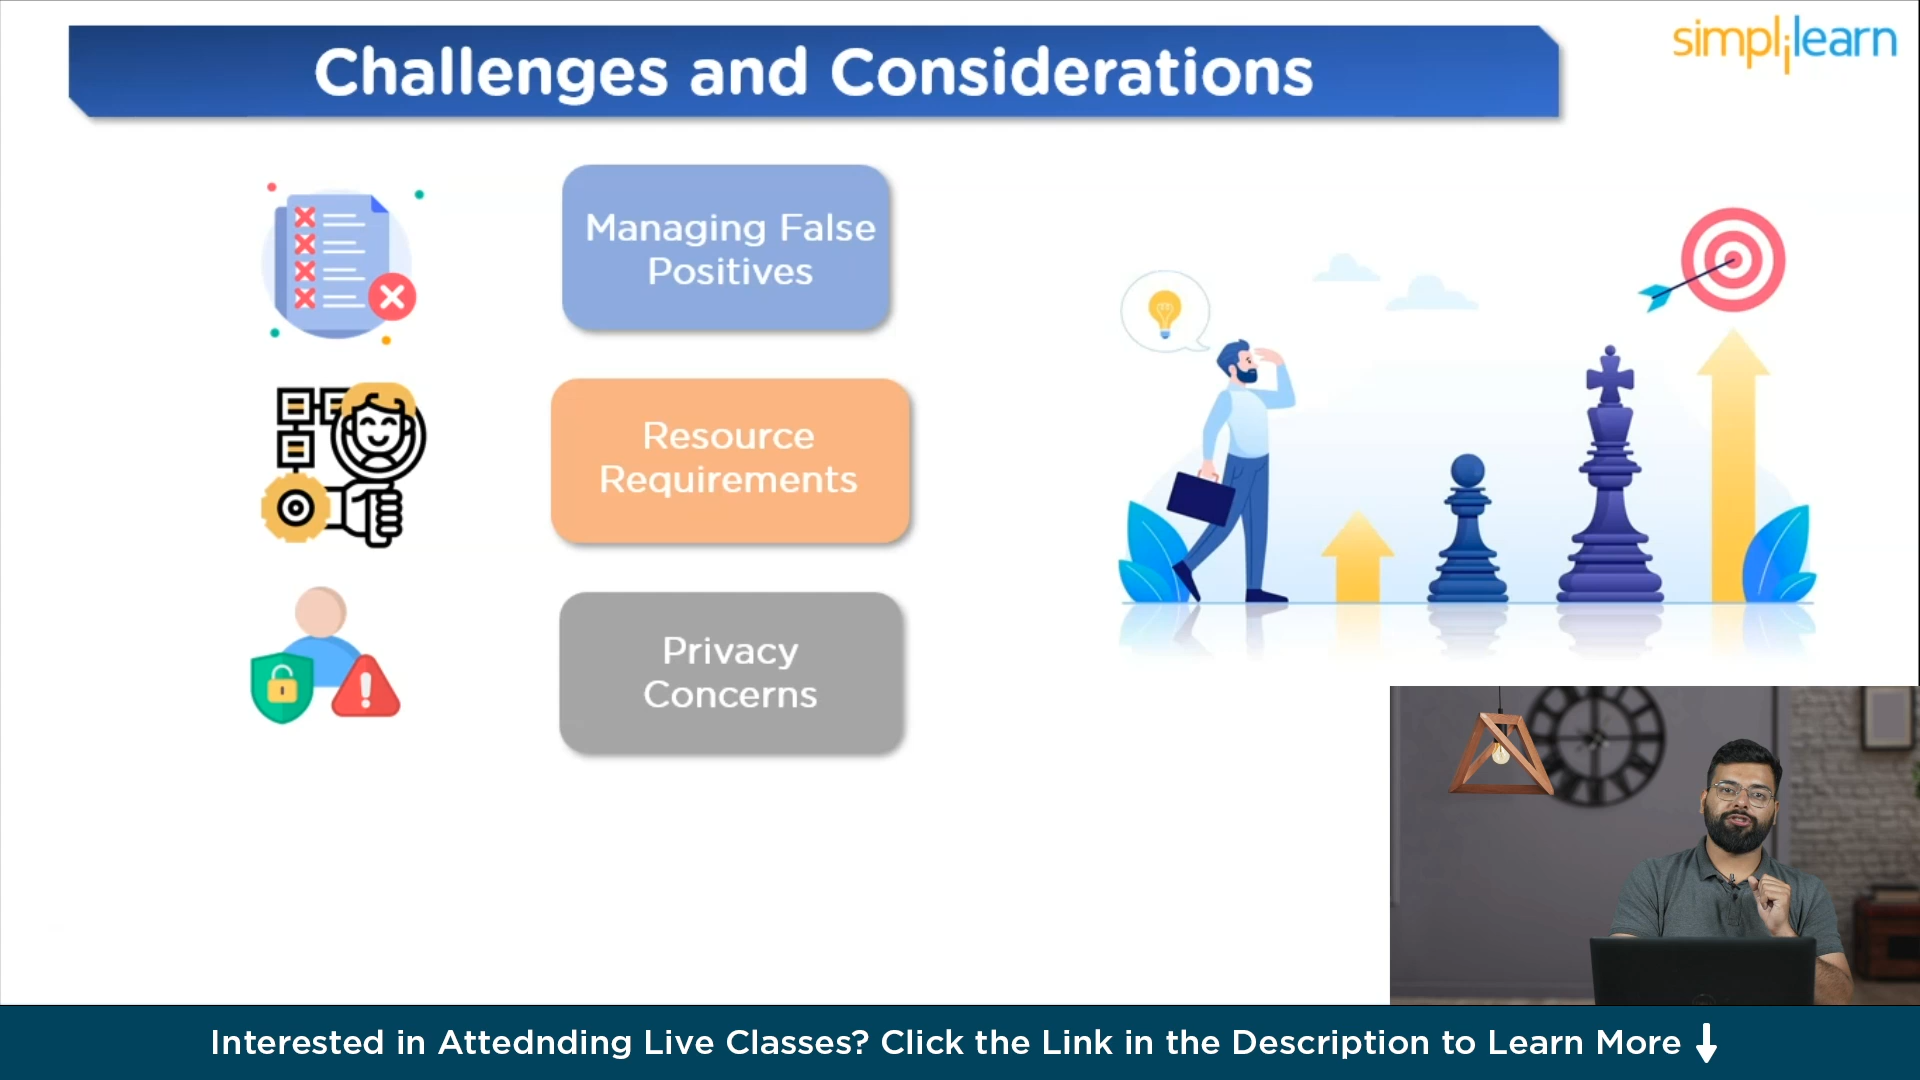 Challenges and Considerations
simplilearn
Managing False
Positives
Resource
Requirements
Privacy
Concerns
Interested in Attednding Live Classes? Click the Link in the Description to Learn More